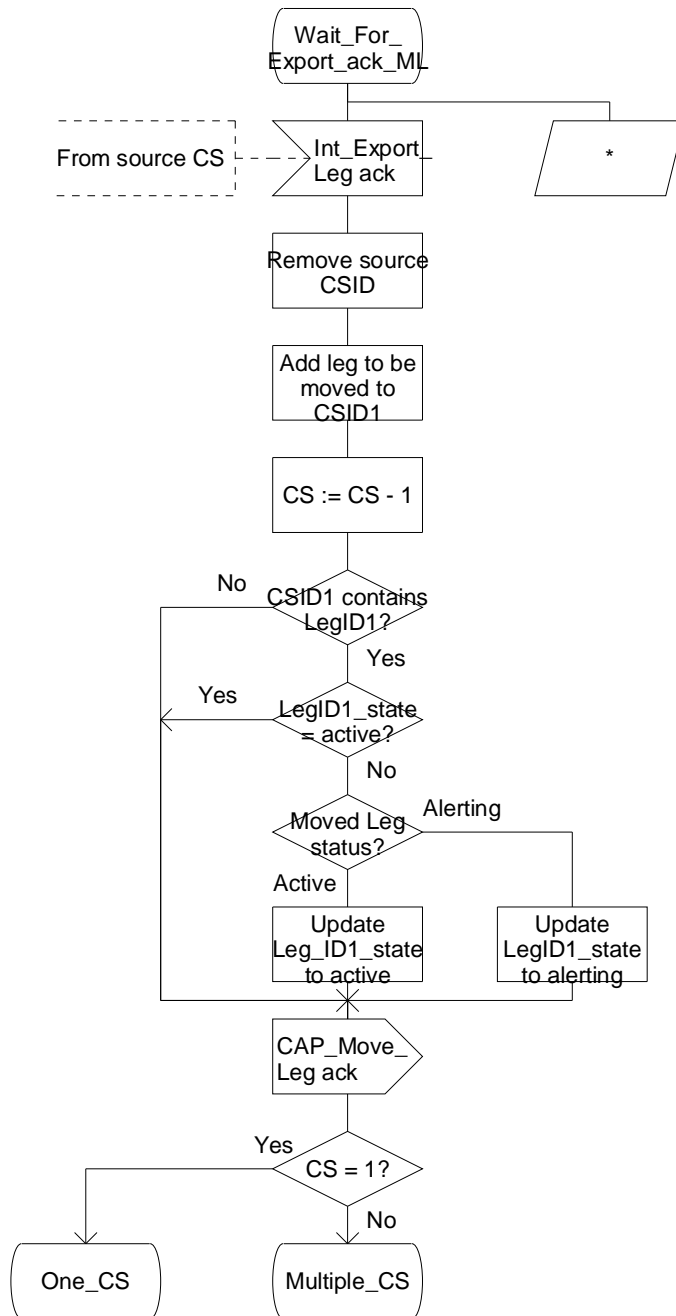 Wait_For_
Export_ack_ML
From source CS
Int_Export_
Leg ack
*
Remove source
CSID
Add leg to be
moved to
CSID1
CS := CS - 1
No
CSID1 contains
LegID1?
Yes
Yes
LegID1_state
= active?
No
Alerting
Moved Leg
status?
Active
Update
Leg_ID1_state
to active
Update
LegID1_state
to alerting
CAP_Move_
Leg ack
Yes
CS = 1?
No
One_CS
Multiple_CS